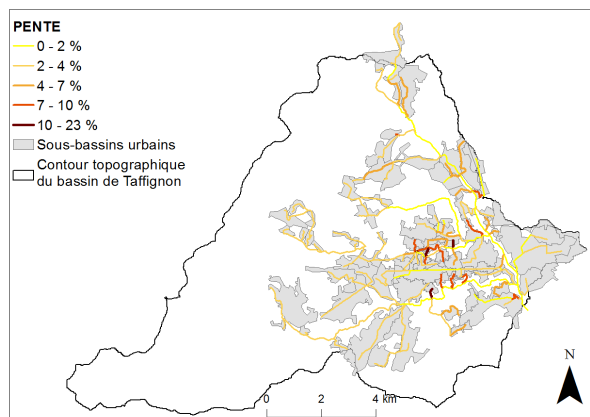 PENTE
0 - 2 %
2 - 4 %
4 - 7 %
7 - 10 %
10 - 23 %
Sous-bassins urbains
Contour topographique
du bassin de Taffignon
N
0 2 4 km